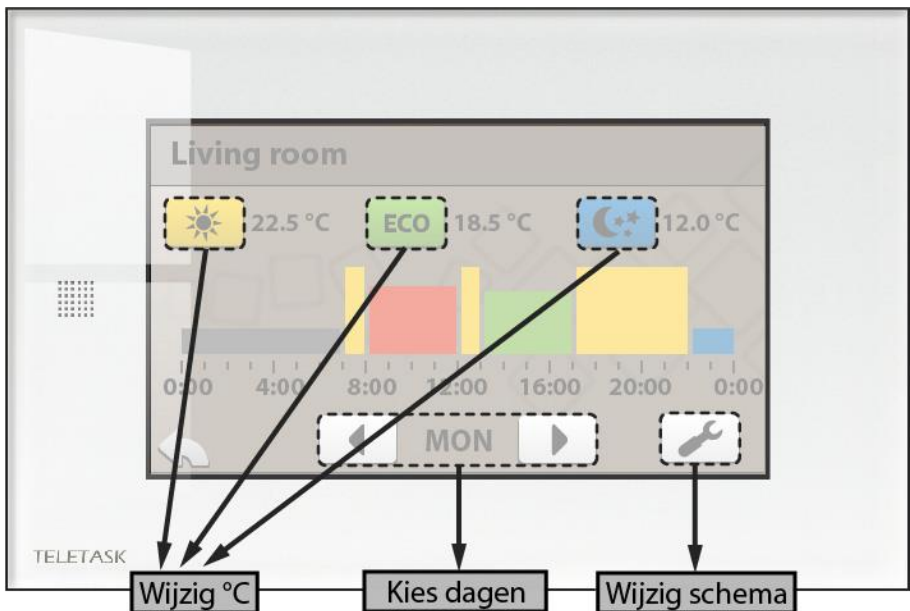 Living room
22.5 °C ECO 18.5 °C 12.0 °C
0:00 4:00 8:00 12:00 16:00 20:00 0:00
MON
TELETASK
Wijzig °C Kies dagen Wijzig schema